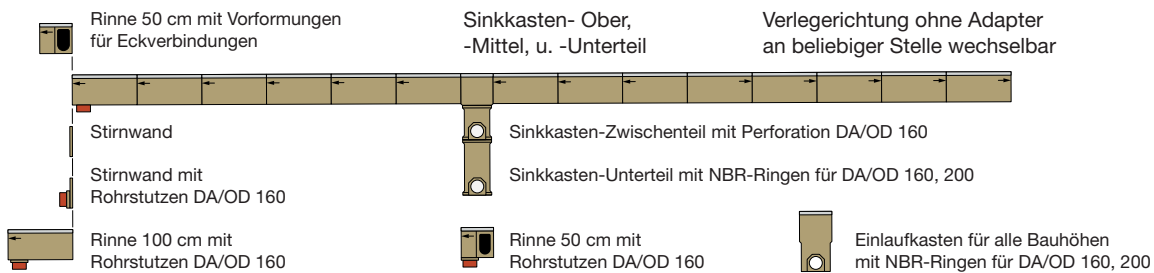 Rinne 50 cm mit Vorformungen
für Eckverbindungen
Sinkkasten- Ober,
-Mittel, u. -Unterteil
Verlegerichtung ohne Adapter
an beliebiger Stelle wechselbar
Stirnwand
Sinkkasten-Zwischenteil mit Perforation DA/OD 160
Stirnwand mit
Rohrstutzen DA/OD 160
Sinkkasten-Unterteil mit NBR-Ringen für DA/OD 160, 200
Rinne 100 cm mit
Rohrstutzen DA/OD 160
Rinne 50 cm mit
Rohrstutzen DA/OD 160
Einlaufkasten für alle Bauhöhen
mit NBR-Ringen für DA/OD 160, 200